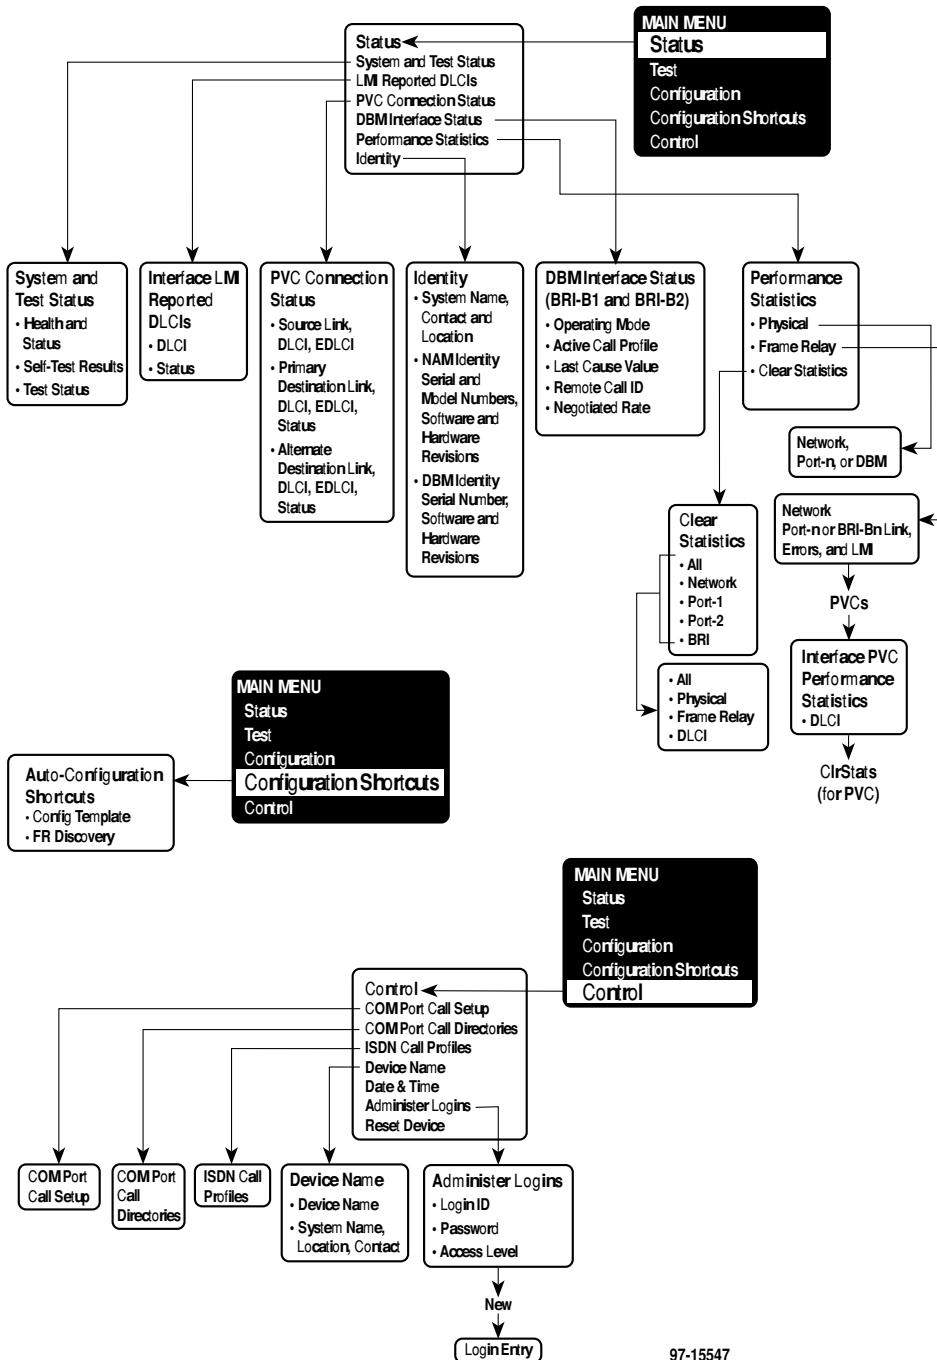 MAIN MENU
Status
Test
Configuration
Configuration Shortcuts
Control
Status
System and Test Status
LMI Reported DLCIs
PVC Connection Status
DBM Interface Status
Performance Statistics
Identity
System and
Test Status
• Health and
Status
• Self-Test Results
• Test Status
Interface LMI
Reported
DLCIs
• DLCI
• Status
PVC Connection
Status
• Source Link,
DLCI, EDLCI
• Primary
Destination Link,
DLCI, EDLCI,
Status
• Alternate
Destination Link,
DLCI, EDLCI,
Status
Identity
• System Name,
Contact and
Location
• NAM Identity
Serial and
Model Numbers,
Software and
Hardware
Revisions
• DBM Identity
Serial Number,
Software and
Hardware
Revisions
DBM Interface Status
(BRI-B1 and BRI-B2)
• Operating Mode
• Active Call Profile
• Last Cause Value
• Remote Call ID
• Negotiated Rate
Performance
Statistics
• Physical
• Frame Relay
• Clear Statistics
Network,
Port-n, or DBM
Network
Port-n or BRI-Bn Link,
Errors, and LMI
PVCs
Interface PVC
Performance
Statistics
• DLCI
ClrStats
(for PVC)
Clear
Statistics
• All
• Network
• Port-1
• Port-2
• BRI
• All
• Physical
• Frame Relay
• DLCI
MAIN MENU
Status
Test
Configuration
Configuration Shortcuts
Control
Auto-Configuration
Shortcuts
• Config Template
• FR Discovery
MAIN MENU
Status
Test
Configuration
Configuration Shortcuts
Control
Control
COM Port Call Setup
COM Port Call Directories
ISDN Call Profiles
Device Name
Date & Time
Administer Logins
Reset Device
COM Port
Call Setup
COM Port
Call
Directories
ISDN Call
Profiles
Device Name
• Device Name
• System Name,
Location, Contact
Administer Logins
• Login ID
• Password
• Access Level
New
Login Entry
97-15547